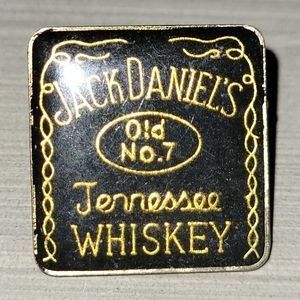 JACK DANIEL'S
Old
No.7
Tennessee
WHISKEY